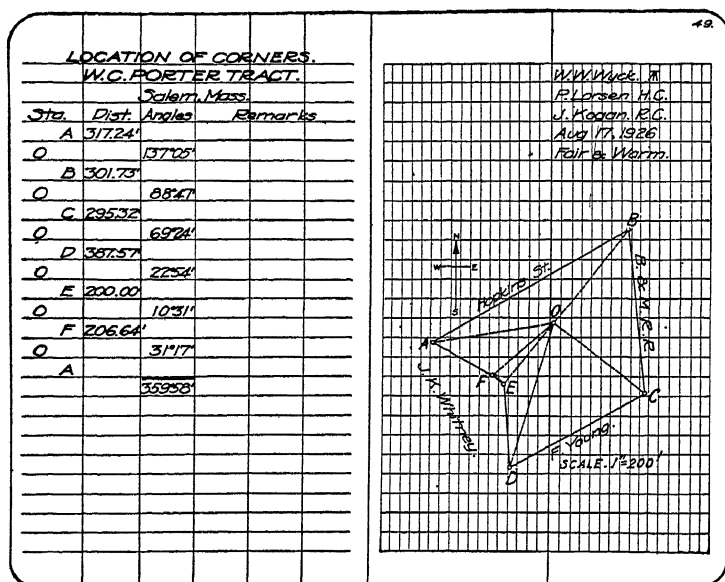 49.
LOCATION OF CORNERS.
W.C. PORTER TRACT.
Salem, Mass.
Sta. Dist. Angles Remarks
A 317.24'
O 137°05'
B 301.73'
O 88°47'
C 295.32
O 69°24'
D 387.57'
O 22°54'
E 200.00'
O 10°31'
F 206.64'
O 31°17'
A
359°58'
W.W. Wyck. ⊼
P. Larsen H.C.
J. Kogan. R.C.
Aug 17, 1926
Fair & Warm.
N
W E
S
B
Hopkins St.
B. & M. R.R
O
A
F E
J.K. Whitney.
C
F. Young.
SCALE. 1"=200'
D